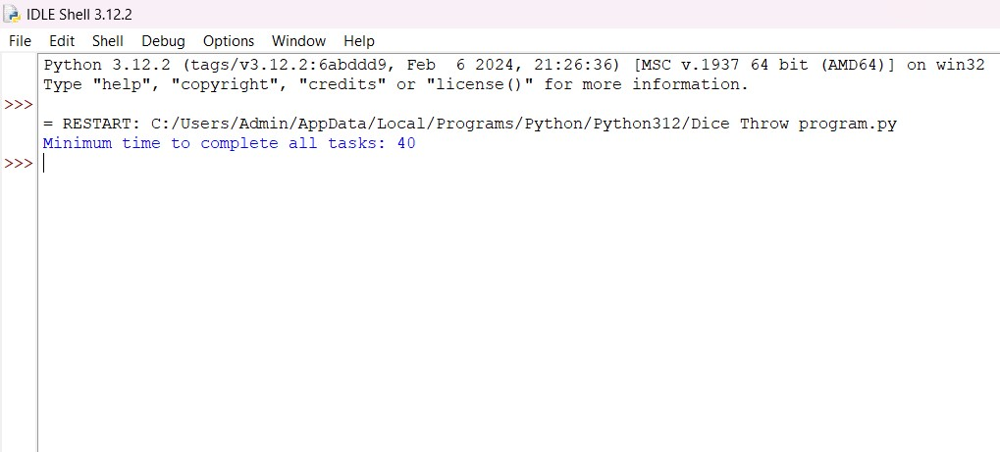 IDLE Shell 3.12.2
File Edit Shell Debug Options Window Help
Python 3.12.2 (tags/v3.12.2:6abddd9, Feb  6 2024, 21:26:36) [MSC v.1937 64 bit (AMD64)] on win32
Type "help", "copyright", "credits" or "license()" for more information.
>>>
= RESTART: C:/Users/Admin/AppData/Local/Programs/Python/Python312/Dice Throw program.py
Minimum time to complete all tasks: 40
>>>